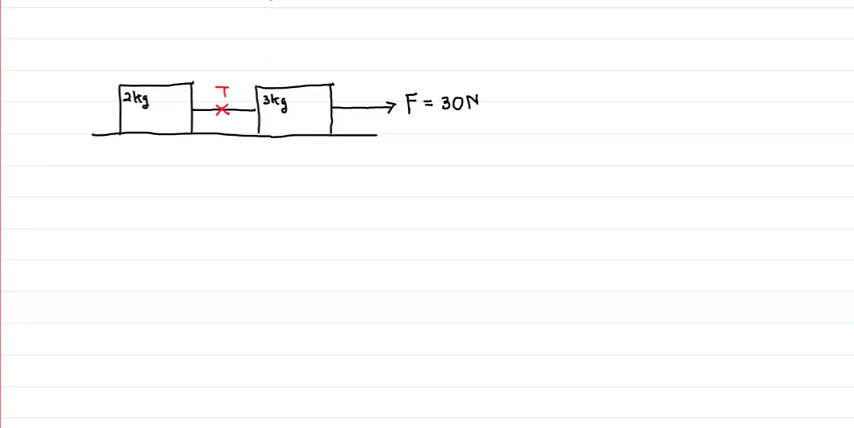 T
2kg
3kg
F = 30N